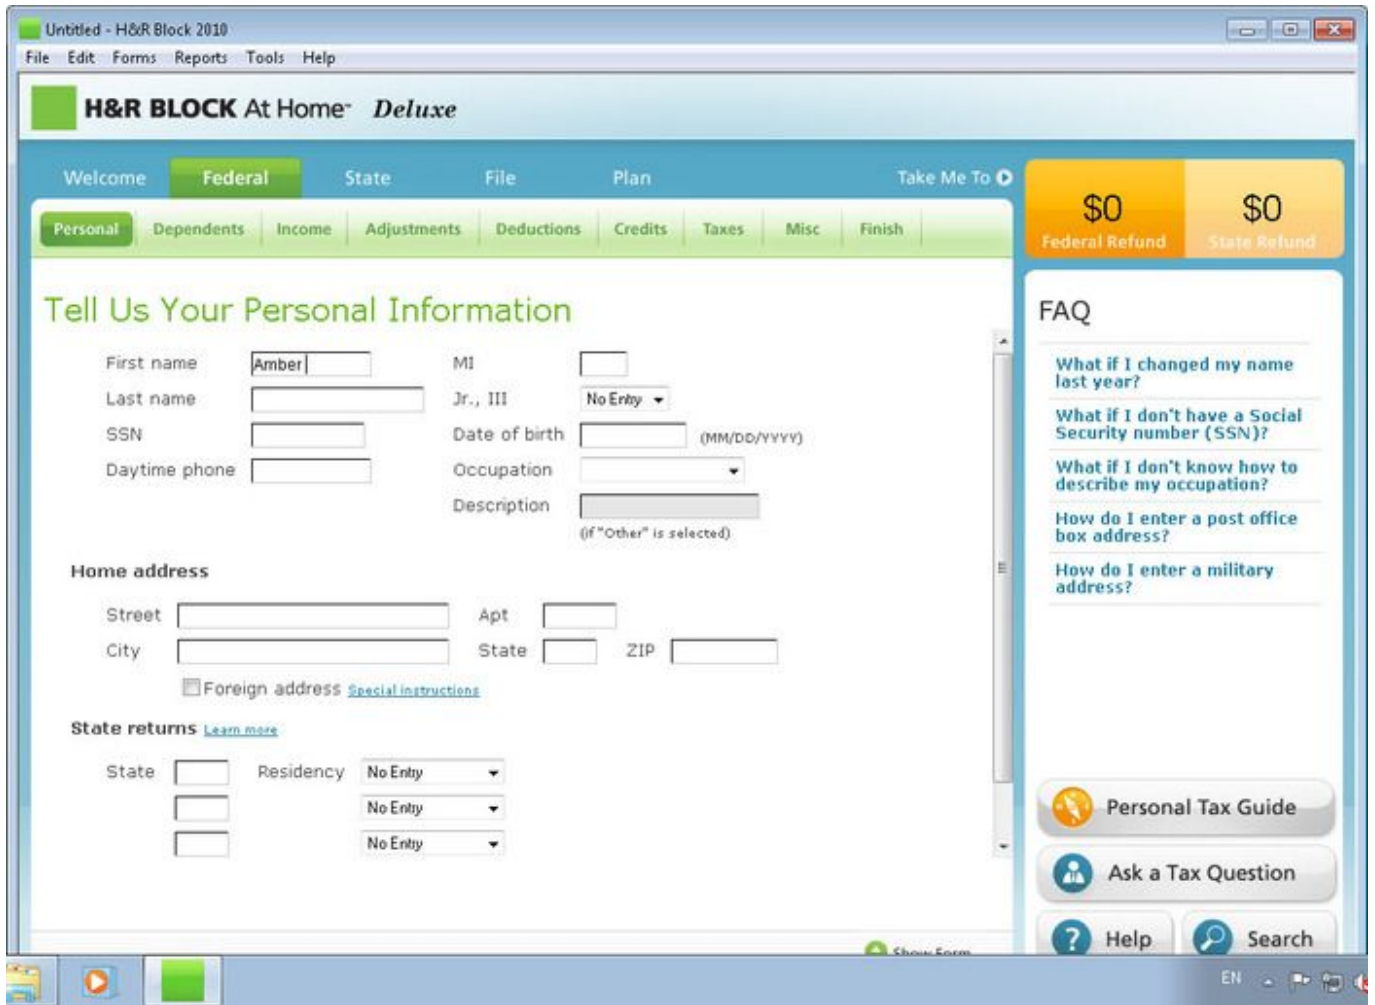 Untitled - H&R Block 2010
File Edit Forms Reports Tools Help
H&R BLOCK At Home™ Deluxe
Welcome Federal State File Plan Take Me To
$0 Federal Refund
$0 State Refund
Personal Dependents Income Adjustments Deductions Credits Taxes Misc Finish
Tell Us Your Personal Information
First name Amber MI
Last name Jr., III No Entry
SSN Date of birth (MM/DD/YYYY)
Daytime phone Occupation
Description
(if "Other" is selected)
Home address
Street Apt
City State ZIP
Foreign address Special instructions
State returns Learn more
State Residency No Entry
No Entry
No Entry
Show Form
FAQ
What if I changed my name
last year?
What if I don't have a Social
Security number (SSN)?
What if I don't know how to
describe my occupation?
How do I enter a post office
box address?
How do I enter a military
address?
Personal Tax Guide
Ask a Tax Question
Help Search
EN